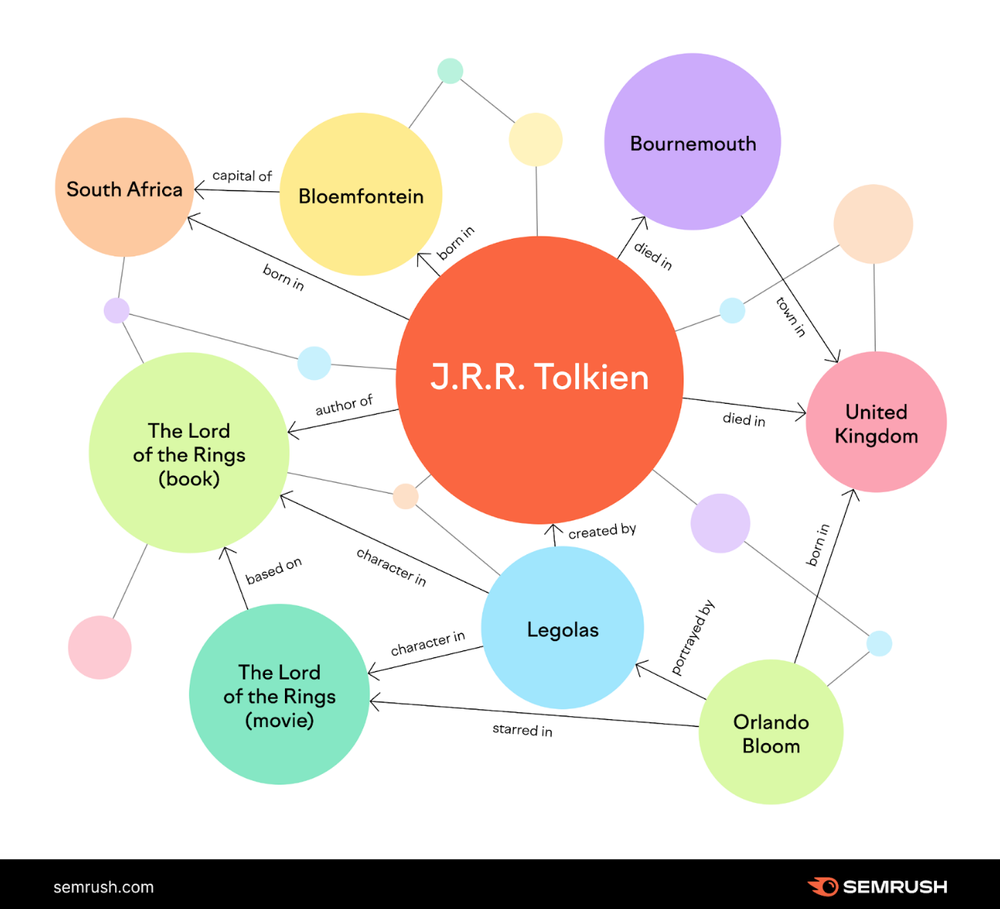 Bournemouth
South Africa
capital of
Bloemfontein
born in
died in
born in
town in
J.R.R. Tolkien
author of
died in
United
Kingdom
The Lord
of the Rings
(book)
created by
born in
character in
based on
portrayed by
Legolas
character in
The Lord
of the Rings
(movie)
starred in
Orlando
Bloom
semrush.com
SEMRUSH